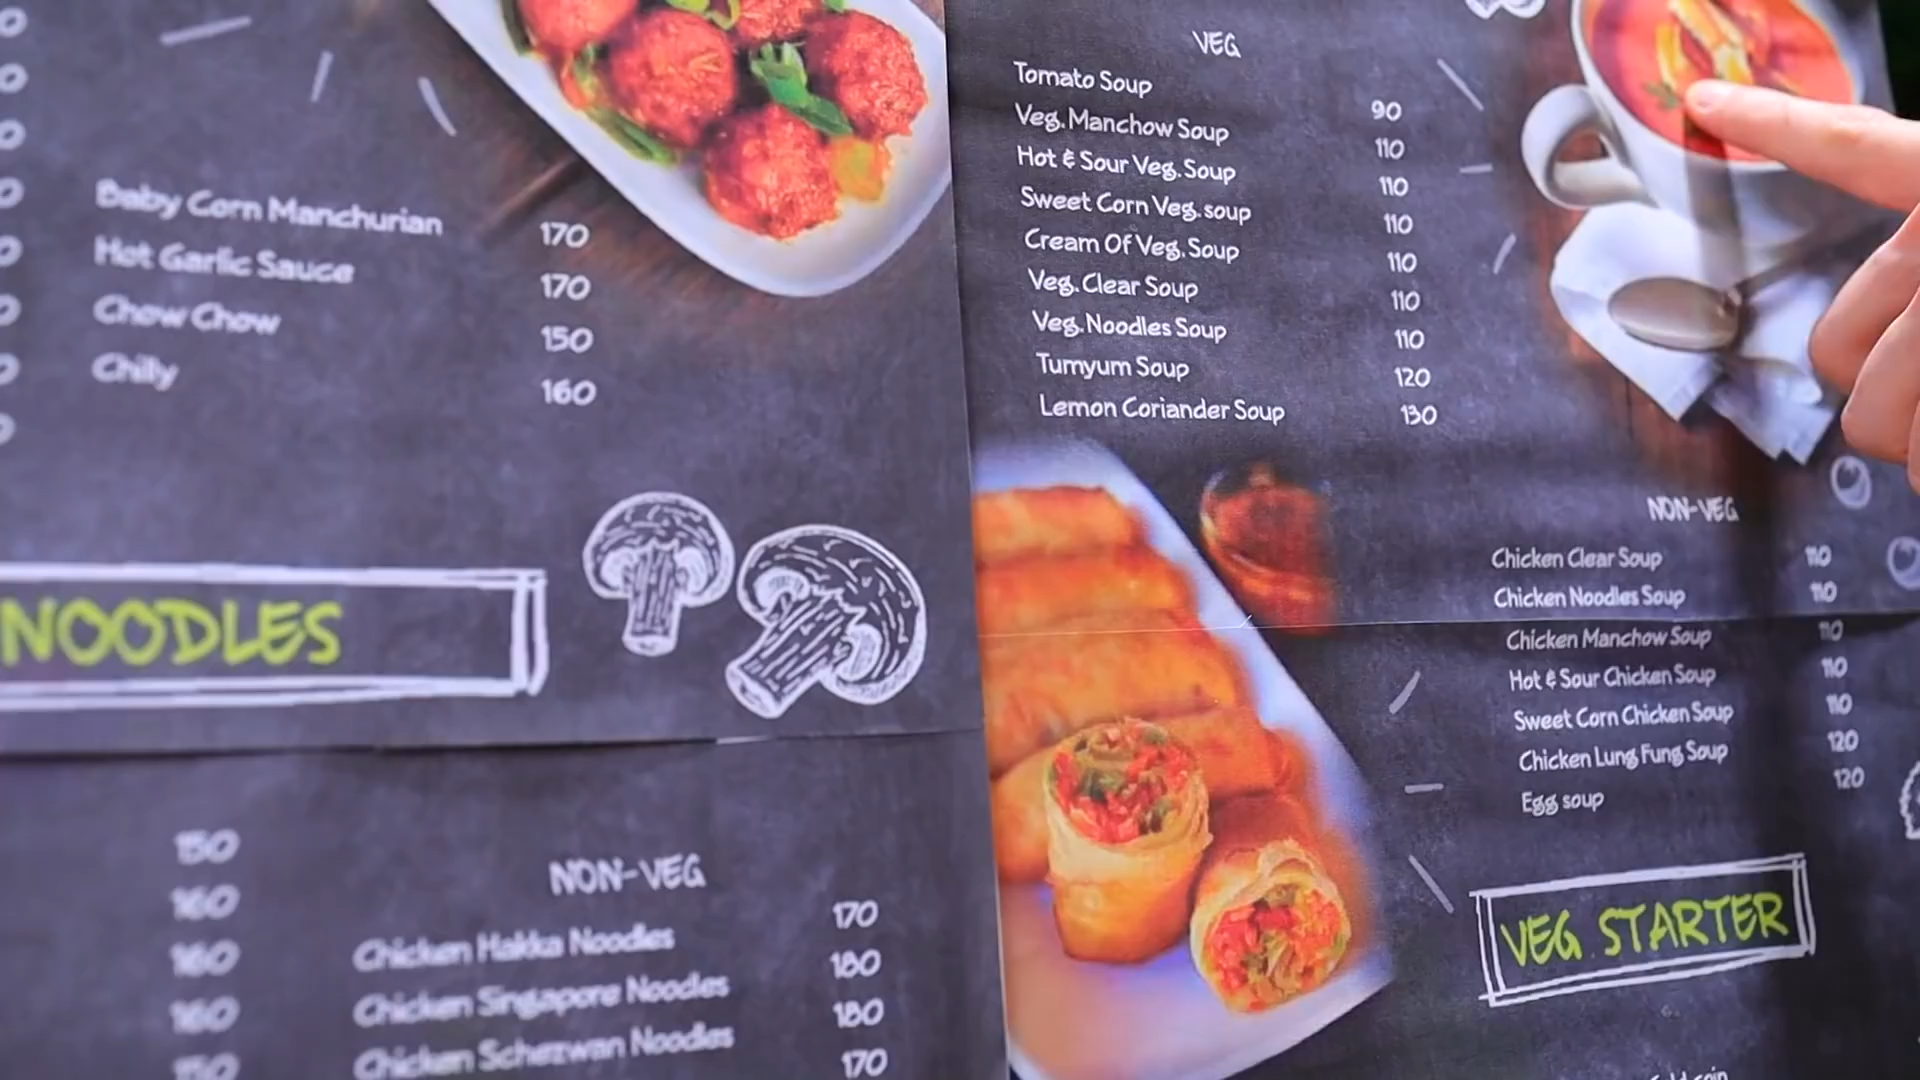 Baby Corn Manchurian 170
Hot Garlic Sauce 170
Chow Chow 150
Chilly 160
NOODLES
150
160
160
160
150
NON-VEG
Chicken Hakka Noodles 170
Chicken Singapore Noodles 180
Chicken Schezwan Noodles 180
170
VEG
Tomato Soup 90
Veg. Manchow Soup 110
Hot & Sour Veg. Soup 110
Sweet Corn Veg. soup 110
Cream Of Veg. Soup 110
Veg. Clear Soup 110
Veg. Noodles Soup 110
Tumyum Soup 120
Lemon Coriander Soup 130
NON-VEG
Chicken Clear Soup 110
Chicken Noodles Soup 110
Chicken Manchow Soup 110
Hot & Sour Chicken Soup 110
Sweet Corn Chicken Soup 110
Chicken Lung Fung Soup 120
Egg soup 120
VEG. STARTER